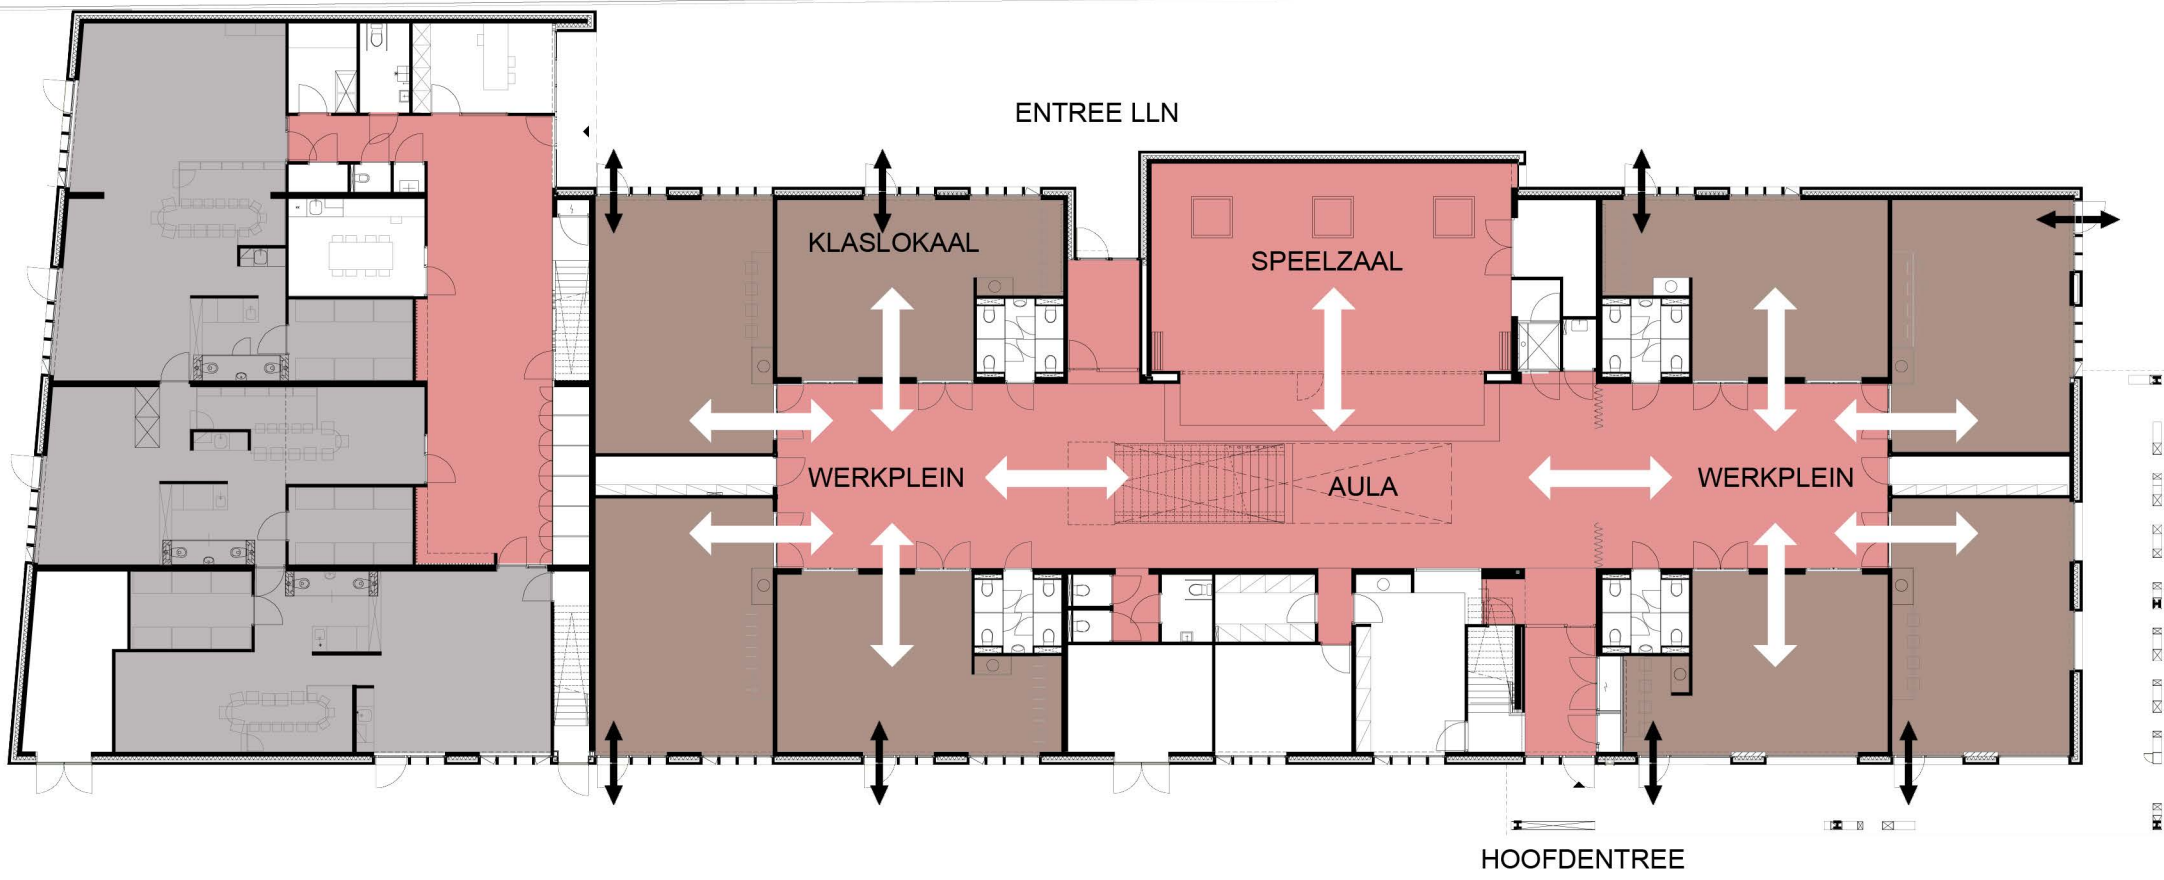 ENTREE LLN
KLASLOKAAL
SPEELZAAL
WERKPLEIN
AULA
WERKPLEIN
HOOFDENTREE